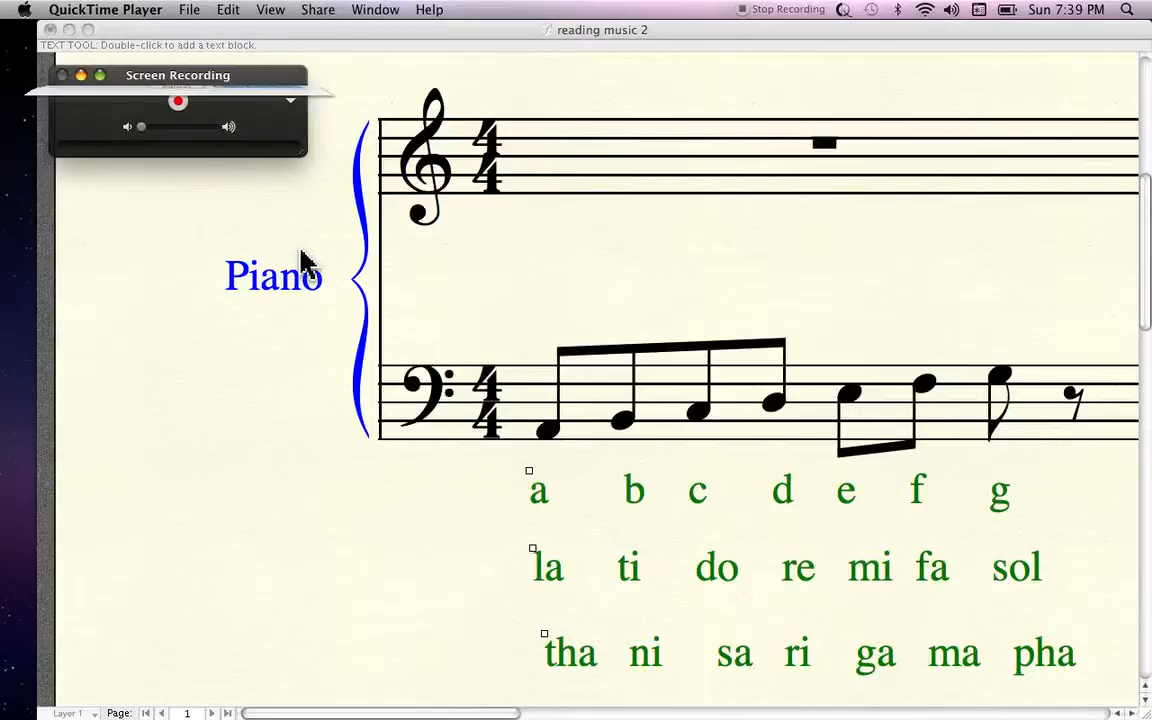 QuickTime Player File Edit View Share Window Help Stop Recording Sun 7:39 PM
reading music 2
TEXT TOOL: Double-click to add a text block.
Screen Recording
Piano
a b c d e f g
la ti do re mi fa sol
tha ni sa ri ga ma pha
Layer 1 Page: 1